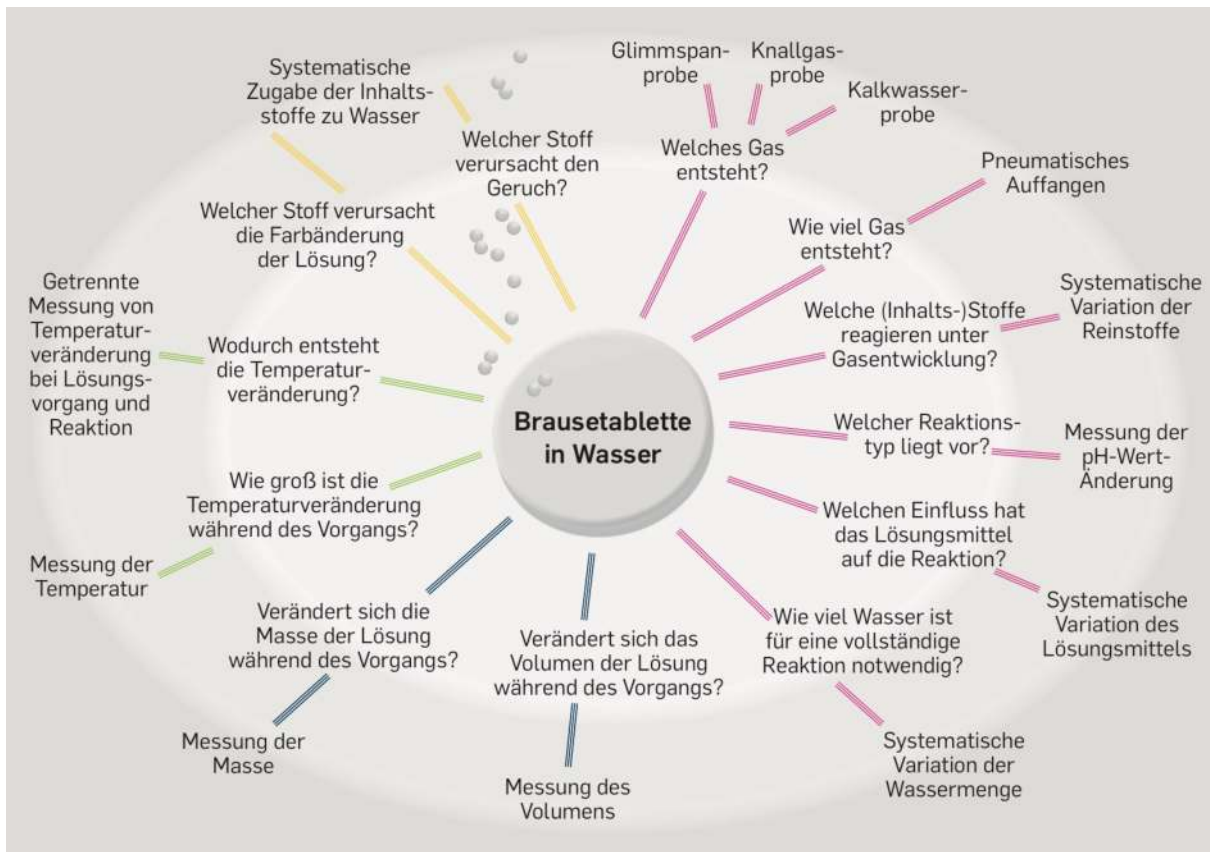 Brausetablette
in Wasser
Systematische
Zugabe der Inhalts-
stoffe zu Wasser
Welcher Stoff
verursacht den
Geruch?
Welcher Stoff verursacht
die Farbänderung
der Lösung?
Glimmspan-
probe
Knallgas-
probe
Kalkwasser-
probe
Welches Gas
entsteht?
Pneumatisches
Auffangen
Wie viel Gas
entsteht?
Systematische
Variation der
Reinstoffe
Welche (Inhalts-)Stoffe
reagieren unter
Gasentwicklung?
Welcher Reaktions-
typ liegt vor?
Messung der
pH-Wert-
Änderung
Welchen Einfluss hat
das Lösungsmittel
auf die Reaktion?
Systematische
Variation des
Lösungsmittels
Wie viel Wasser ist
für eine vollständige
Reaktion notwendig?
Systematische
Variation der
Wassermenge
Verändert sich das
Volumen der Lösung
während des Vorgangs?
Messung des
Volumens
Verändert sich die
Masse der Lösung
während des Vorgangs?
Messung der
Masse
Wie groß ist die
Temperaturveränderung
während des Vorgangs?
Messung der
Temperatur
Wodurch entsteht
die Temperatur-
veränderung?
Getrennte
Messung von
Temperatur-
veränderung
bei Lösungs-
vorgang und
Reaktion